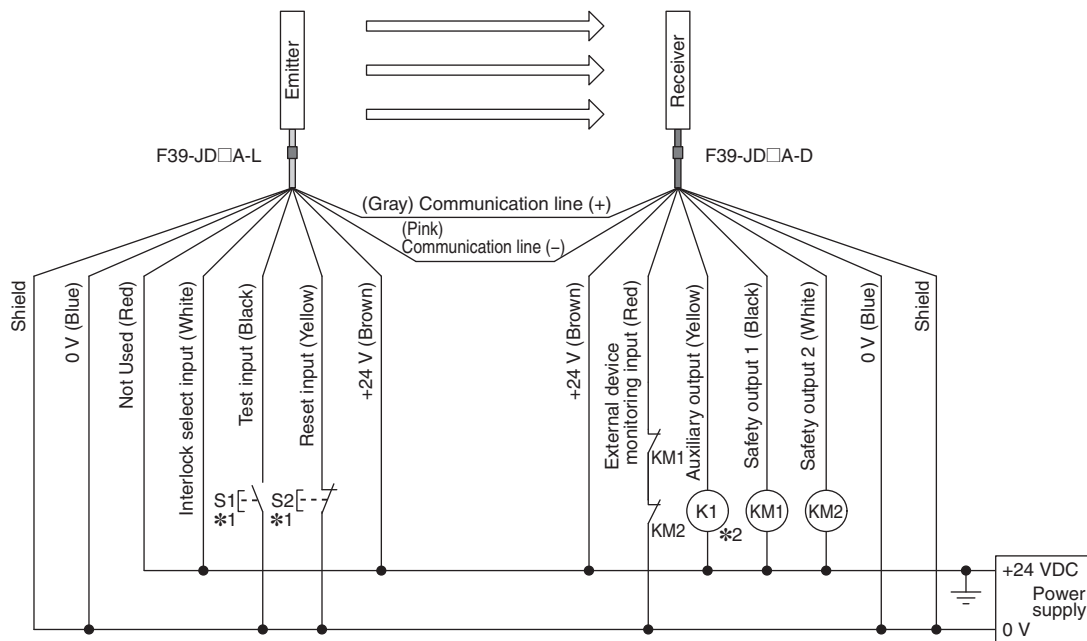 Emitter
Receiver
F39-JD□A-L
F39-JD□A-D
(Gray) Communication line (+)
(Pink)
Communication line (−)
Shield
0 V (Blue)
Not Used (Red)
Interlock select input (White)
Test input (Black)
Reset input (Yellow)
+24 V (Brown)
+24 V (Brown)
External device
monitoring input (Red)
Auxiliary output (Yellow)
Safety output 1 (Black)
Safety output 2 (White)
0 V (Blue)
Shield
S1
*1
S2
*1
KM1
KM2
K1
*2
KM1
KM2
+24 VDC
Power
supply
0 V